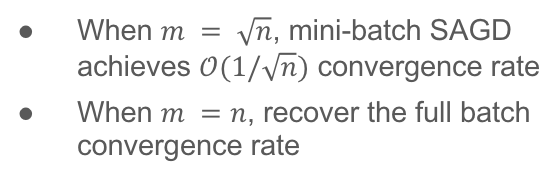 ● When m = √n, mini-batch SAGD
achieves 𝒪(1/√n) convergence rate
● When m = n, recover the full batch
convergence rate